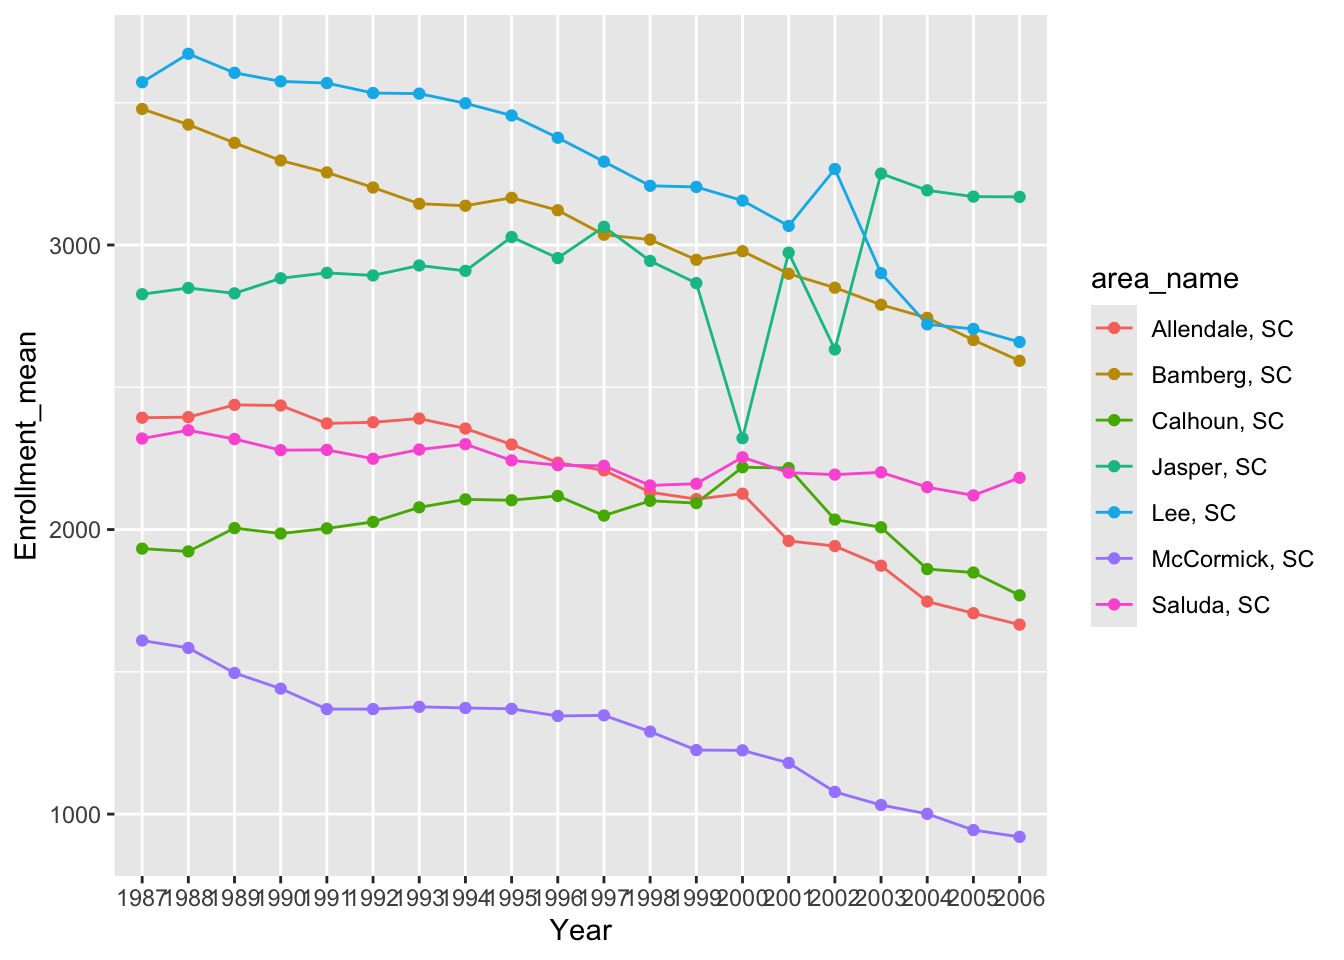 Enrollment_mean
3000
2000
1000
1987 1988 1989 1990 1991 1992 1993 1994 1995 1996 1997 1998 1999 2000 2001 2002 2003 2004 2005 2006
Year
area_name
Allendale, SC
Bamberg, SC
Calhoun, SC
Jasper, SC
Lee, SC
McCormick, SC
Saluda, SC